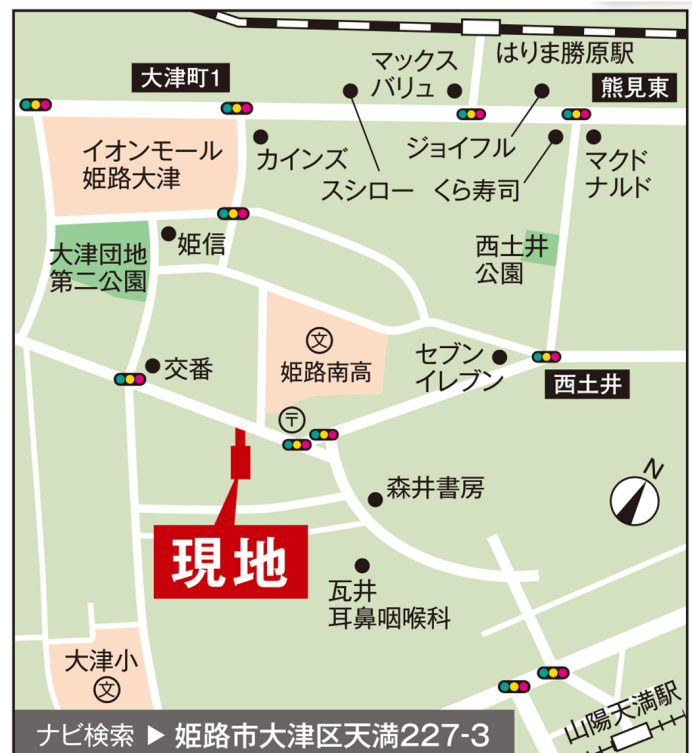 はりま勝原駅
マックス
バリュ
大津町1
熊見東
イオンモール
姫路大津
カインズ
ジョイフル
スシロー
くら寿司
マクド
ナルド
大津団地
第二公園
姫信
西土井
公園
交番
文
姫路南高
セブン
イレブン
西土井
〒
N
森井書房
現地
瓦井
耳鼻咽喉科
大津小
文
山陽天満駅
ナビ検索 ▶ 姫路市大津区天満227-3